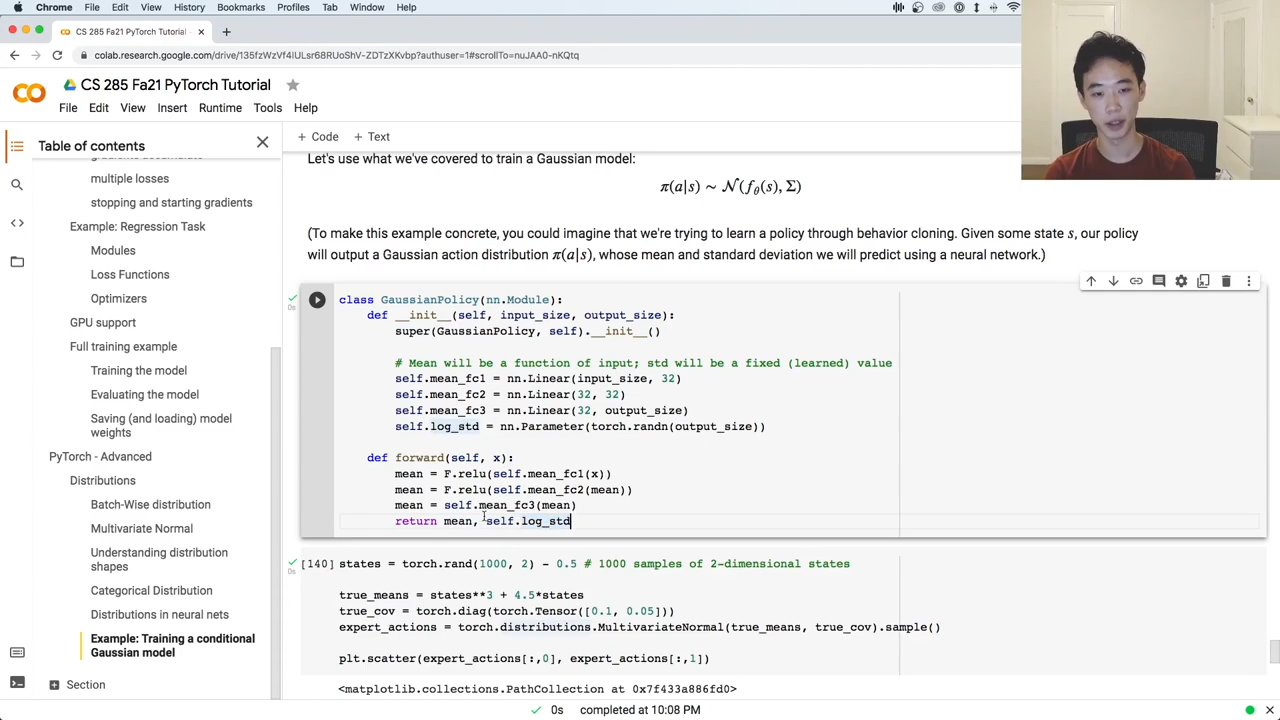 Chrome File Edit View History Bookmarks Profiles Tab Window Help
CS 285 Fa21 PyTorch Tutorial -
colab.research.google.com/drive/135fzWzVf4lULsr68RUoShV-ZDTzXKvbp?authuser=1#scrollTo=nuJAA0-nKQtq
CS 285 Fa21 PyTorch Tutorial
File Edit View Insert Runtime Tools Help
Table of contents
+ Code + Text
gradients accumulate
multiple losses
stopping and starting gradients
Example: Regression Task
Modules
Loss Functions
Optimizers
GPU support
Full training example
Training the model
Evaluating the model
Saving (and loading) model
weights
PyTorch - Advanced
Distributions
Batch-Wise distribution
Multivariate Normal
Understanding distribution
shapes
Categorical Distribution
Distributions in neural nets
Example: Training a conditional
Gaussian model
Section
Let's use what we've covered to train a Gaussian model:
π(a|s) ∼ 𝒩(fθ(s), Σ)
(To make this example concrete, you could imagine that we're trying to learn a policy through behavior cloning. Given some state s, our policy
will output a Gaussian action distribution π(a|s), whose mean and standard deviation we will predict using a neural network.)
0s
class GaussianPolicy(nn.Module):
def __init__(self, input_size, output_size):
super(GaussianPolicy, self).__init__()
# Mean will be a function of input; std will be a fixed (learned) value
self.mean_fc1 = nn.Linear(input_size, 32)
self.mean_fc2 = nn.Linear(32, 32)
self.mean_fc3 = nn.Linear(32, output_size)
self.log_std = nn.Parameter(torch.randn(output_size))
def forward(self, x):
mean = F.relu(self.mean_fc1(x))
mean = F.relu(self.mean_fc2(mean))
mean = self.mean_fc3(mean)
return mean, self.log_std
0s
[140] states = torch.rand(1000, 2) - 0.5 # 1000 samples of 2-dimensional states
true_means = states**3 + 4.5*states
true_cov = torch.diag(torch.Tensor([0.1, 0.05]))
expert_actions = torch.distributions.MultivariateNormal(true_means, true_cov).sample()
plt.scatter(expert_actions[:,0], expert_actions[:,1])
<matplotlib.collections.PathCollection at 0x7f433a886fd0>
0s completed at 10:08 PM